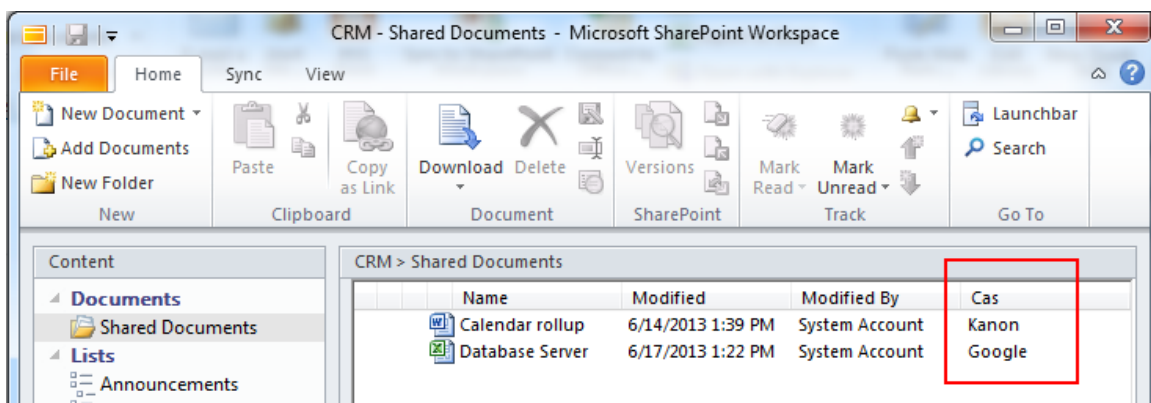 CRM - Shared Documents - Microsoft SharePoint Workspace
File Home Sync View
New Document
Add Documents
New Folder
New
Paste
Copy as Link
Clipboard
Download Delete
Document
Versions
SharePoint
Mark Read
Mark Unread
Track
Launchbar
Search
Go To
Content
Documents
Shared Documents
Lists
Announcements
CRM > Shared Documents
Name Modified Modified By Cas
Calendar rollup 6/14/2013 1:39 PM System Account Kanon
Database Server 6/17/2013 1:22 PM System Account Google